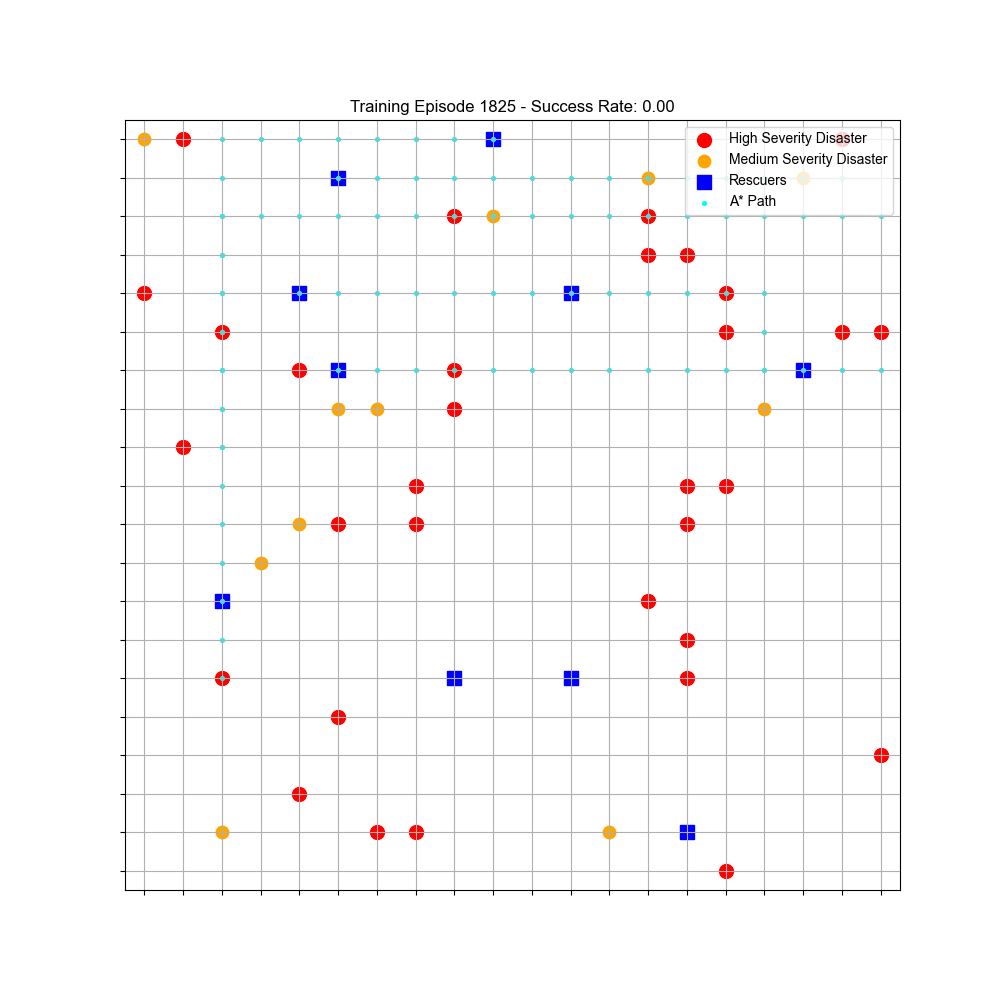 Training Episode 1825 - Success Rate: 0.00
High Severity Disaster
Medium Severity Disaster
Rescuers
A* Path